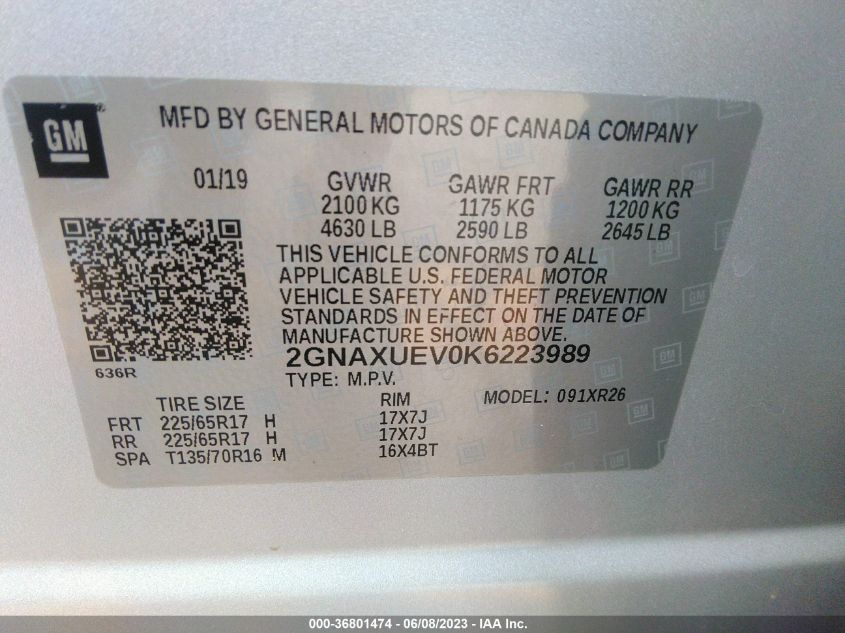 GM
MFD BY GENERAL MOTORS OF CANADA COMPANY
01/19 GVWR GAWR FRT GAWR RR
2100 KG 1175 KG 1200 KG
4630 LB 2590 LB 2645 LB
THIS VEHICLE CONFORMS TO ALL
APPLICABLE U.S. FEDERAL MOTOR
VEHICLE SAFETY AND THEFT PREVENTION
STANDARDS IN EFFECT ON THE DATE OF
MANUFACTURE SHOWN ABOVE.
2GNAXUEV0K6223989
636R
TYPE: M.P.V. MODEL: 091XR26
TIRE SIZE RIM
FRT 225/65R17 H 17X7J
RR 225/65R17 H 17X7J
SPA T135/70R16 M 16X4BT
000-36801474 - 06/08/2023 - IAA Inc.